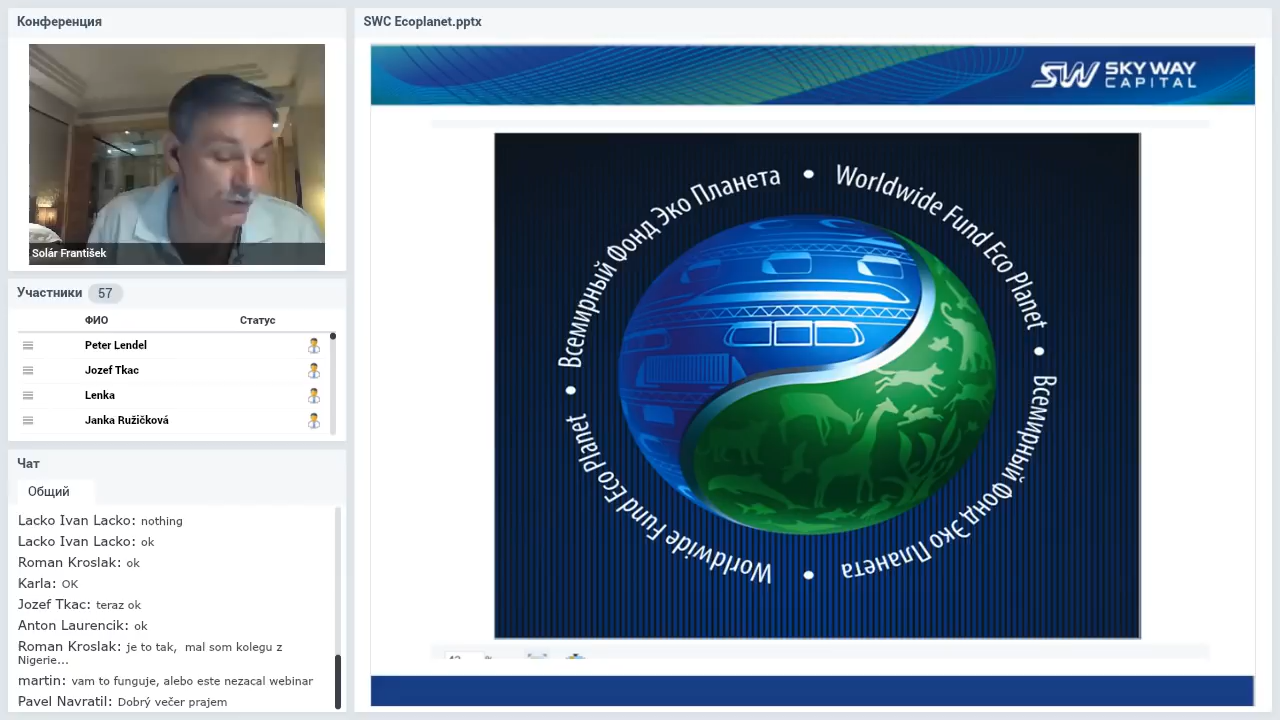 Конференция
Solár František
Участники 57
ФИО Статус
Peter Lendel
Jozef Tkac
Lenka
Janka Ružičková
Чат
Общий
Lacko Ivan Lacko: nothing
Lacko Ivan Lacko: ok
Roman Kroslak: ok
Karla: OK
Jozef Tkac: teraz ok
Anton Laurencik: ok
Roman Kroslak: je to tak, mal som kolegu z
Nigerie...
martin: vam to funguje, alebo este nezacal webinar
Pavel Navratil: Dobrý večer prajem
SWC Ecoplanet.pptx
SW SKY WAY
CAPITAL
Всемирный Фонд Эко Планета • Worldwide Fund Eco Planet • Всемирный Фонд Эко Планета • Worldwide Fund Eco Planet •